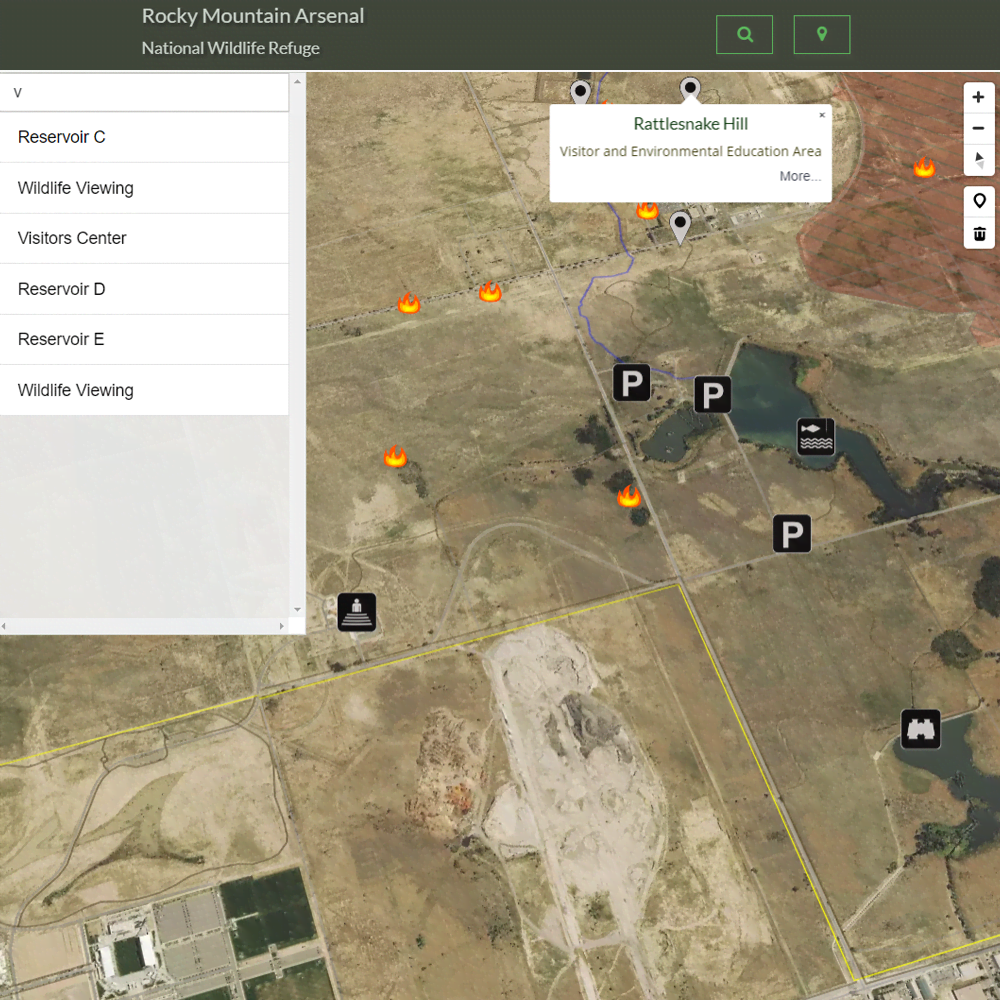 Rocky Mountain Arsenal
National Wildlife Refuge
v
Reservoir C
Wildlife Viewing
Visitors Center
Reservoir D
Reservoir E
Wildlife Viewing
×
Rattlesnake Hill
Visitor and Environmental Education Area
More...
+
−
P
P
P